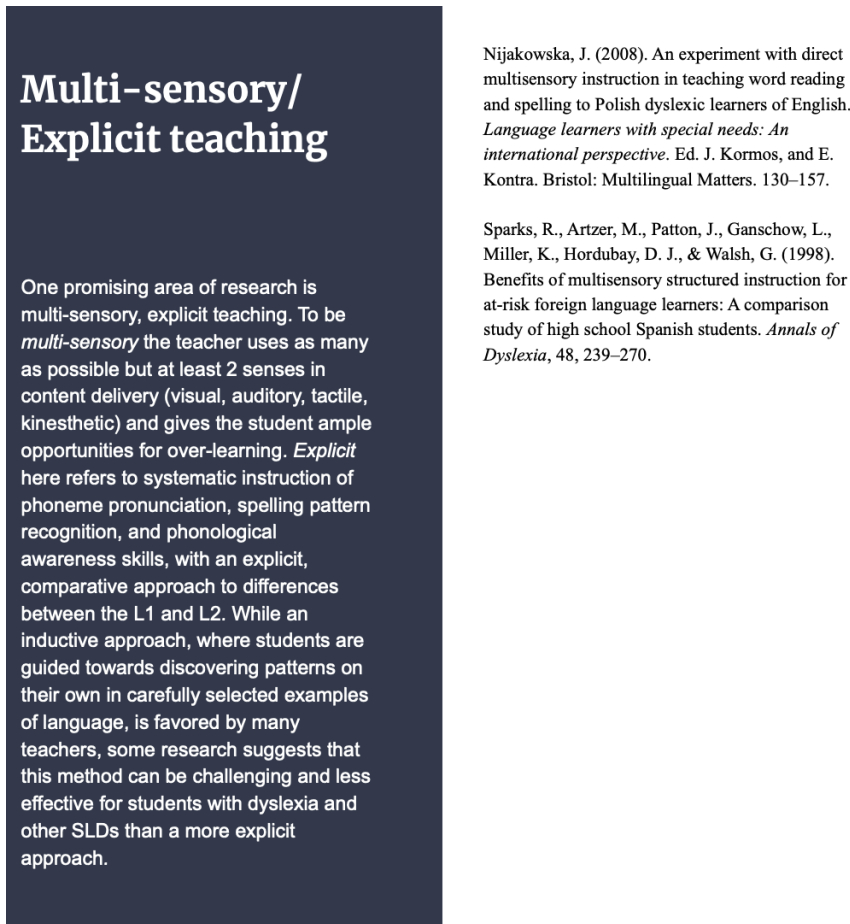 Multi-sensory/
Explicit teaching
One promising area of research is
multi-sensory, explicit teaching. To be
multi-sensory the teacher uses as many
as possible but at least 2 senses in
content delivery (visual, auditory, tactile,
kinesthetic) and gives the student ample
opportunities for over-learning. Explicit
here refers to systematic instruction of
phoneme pronunciation, spelling pattern
recognition, and phonological
awareness skills, with an explicit,
comparative approach to differences
between the L1 and L2. While an
inductive approach, where students are
guided towards discovering patterns on
their own in carefully selected examples
of language, is favored by many
teachers, some research suggests that
this method can be challenging and less
effective for students with dyslexia and
other SLDs than a more explicit
approach.
Nijakowska, J. (2008). An experiment with direct
multisensory instruction in teaching word reading
and spelling to Polish dyslexic learners of English.
Language learners with special needs: An
international perspective. Ed. J. Kormos, and E.
Kontra. Bristol: Multilingual Matters. 130–157.
Sparks, R., Artzer, M., Patton, J., Ganschow, L.,
Miller, K., Hordubay, D. J., & Walsh, G. (1998).
Benefits of multisensory structured instruction for
at-risk foreign language learners: A comparison
study of high school Spanish students. Annals of
Dyslexia, 48, 239–270.